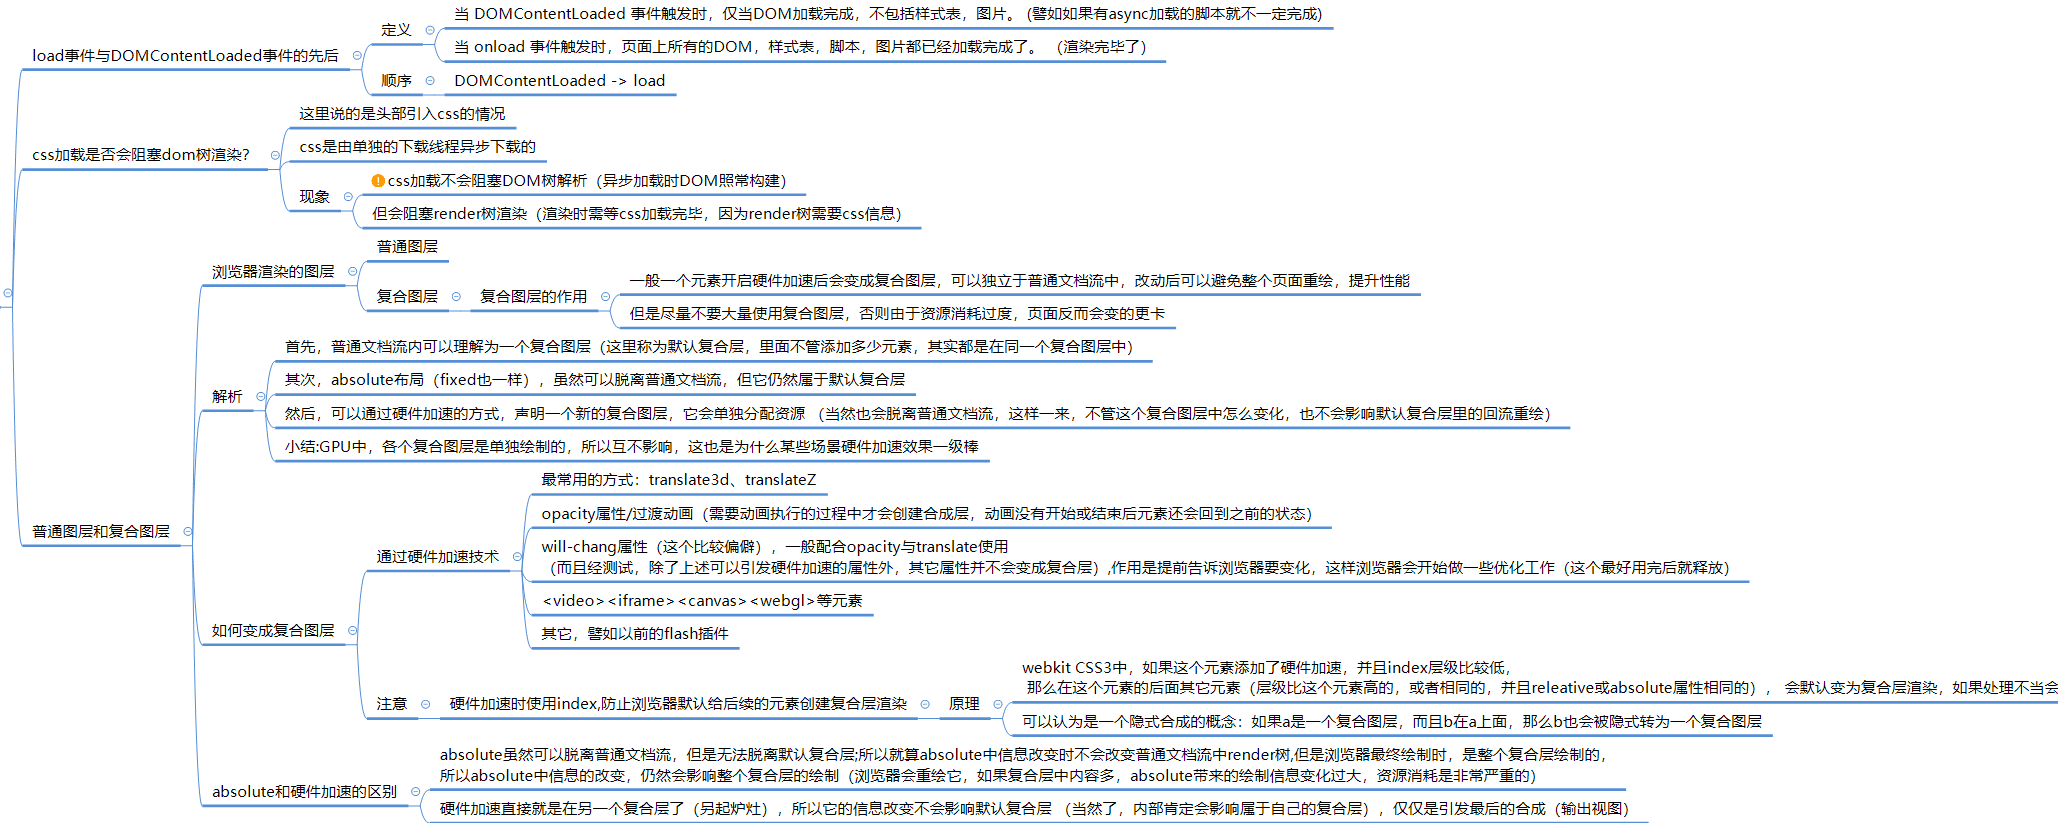 load事件与DOMContentLoaded事件的先后
定义
当 DOMContentLoaded 事件触发时，仅当DOM加载完成，不包括样式表，图片。 (譬如如果有async加载的脚本就不一定完成)
当 onload 事件触发时，页面上所有的DOM，样式表，脚本，图片都已经加载完成了。 （渲染完毕了）
顺序
DOMContentLoaded -> load
css加载是否会阻塞dom树渲染?
这里说的是头部引入css的情况
css是由单独的下载线程异步下载的
现象
css加载不会阻塞DOM树解析（异步加载时DOM照常构建）
但会阻塞render树渲染（渲染时需等css加载完毕，因为render树需要css信息）
普通图层和复合图层
浏览器渲染的图层
普通图层
复合图层
复合图层的作用
一般一个元素开启硬件加速后会变成复合图层，可以独立于普通文档流中，改动后可以避免整个页面重绘，提升性能
但是尽量不要大量使用复合图层，否则由于资源消耗过度，页面反而会变的更卡
解析
首先，普通文档流内可以理解为一个复合图层（这里称为默认复合层，里面不管添加多少元素，其实都是在同一个复合图层中）
其次，absolute布局（fixed也一样），虽然可以脱离普通文档流，但它仍然属于默认复合层
然后，可以通过硬件加速的方式，声明一个新的复合图层，它会单独分配资源 （当然也会脱离普通文档流，这样一来，不管这个复合图层中怎么变化，也不会影响默认复合层里的回流重绘）
小结:GPU中，各个复合图层是单独绘制的，所以互不影响，这也是为什么某些场景硬件加速效果一级棒
如何变成复合图层
通过硬件加速技术
最常用的方式：translate3d、translateZ
opacity属性/过渡动画（需要动画执行的过程中才会创建合成层，动画没有开始或结束后元素还会回到之前的状态）
will-chang属性（这个比较偏僻），一般配合opacity与translate使用
（而且经测试，除了上述可以引发硬件加速的属性外，其它属性并不会变成复合层）,作用是提前告诉浏览器要变化，这样浏览器会开始做一些优化工作（这个最好用完后就释放）
<video><iframe><canvas><webgl>等元素
其它，譬如以前的flash插件
注意
硬件加速时使用index,防止浏览器默认给后续的元素创建复合层渲染
原理
webkit CSS3中，如果这个元素添加了硬件加速，并且index层级比较低，
那么在这个元素的后面其它元素（层级比这个元素高的，或者相同的，并且releative或absolute属性相同的）， 会默认变为复合层渲染，如果处理不当会
可以认为是一个隐式合成的概念：如果a是一个复合图层，而且b在a上面，那么b也会被隐式转为一个复合图层
absolute和硬件加速的区别
absolute虽然可以脱离普通文档流，但是无法脱离默认复合层;所以就算absolute中信息改变时不会改变普通文档流中render树,但是浏览器最终绘制时，是整个复合层绘制的，
所以absolute中信息的改变，仍然会影响整个复合层的绘制（浏览器会重绘它，如果复合层中内容多，absolute带来的绘制信息变化过大，资源消耗是非常严重的）
硬件加速直接就是在另一个复合层了（另起炉灶），所以它的信息改变不会影响默认复合层 （当然了，内部肯定会影响属于自己的复合层），仅仅是引发最后的合成（输出视图）